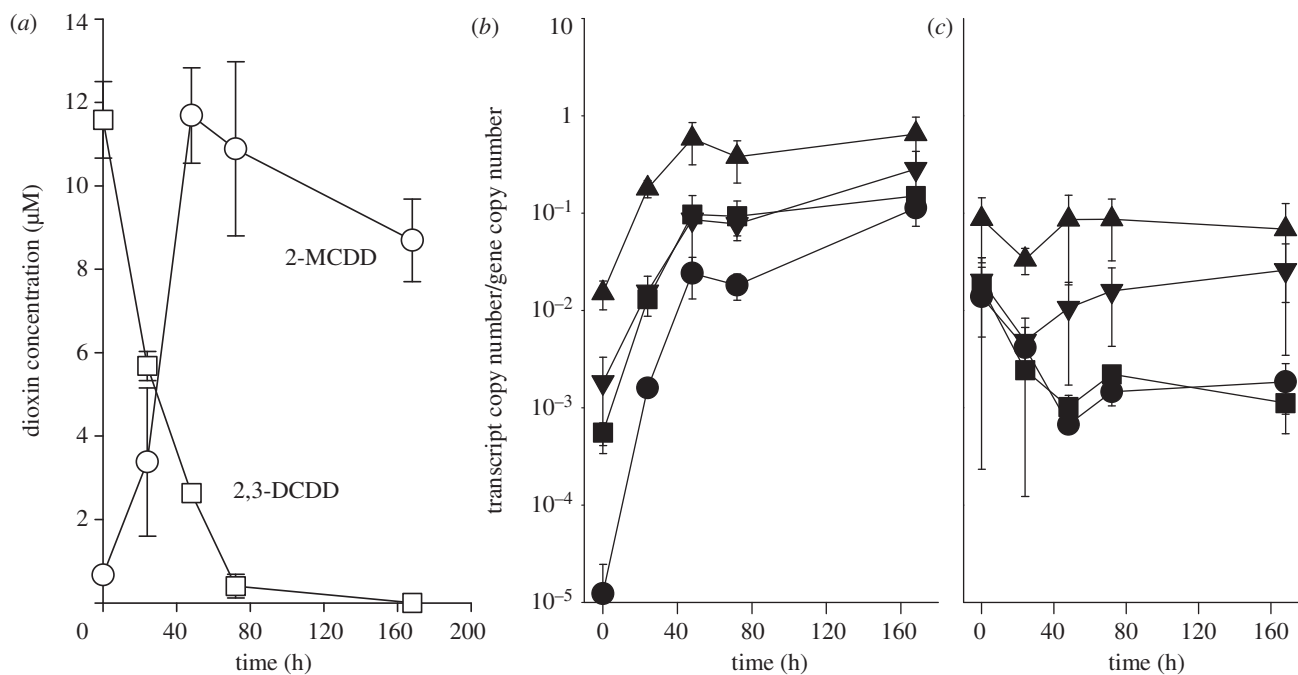 (a)
14
12
10
8
6
4
2
0 40 80 120 160 200
dioxin concentration (µM)
time (h)
2-MCDD
2,3-DCDD
(b)
10
1
10⁻¹
10⁻²
10⁻³
10⁻⁴
10⁻⁵
0 40 80 120 160
transcript copy number/gene copy number
time (h)
(c)
0 40 80 120 160
time (h)